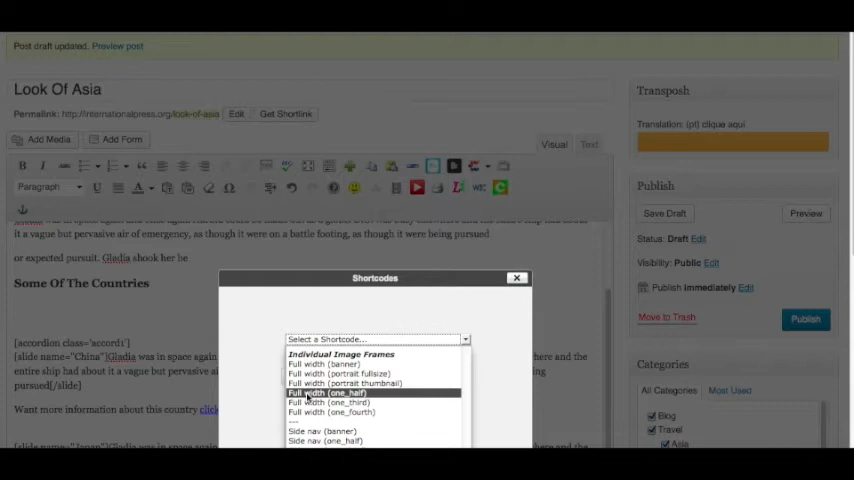 Post draft updated. Preview post
Look Of Asia
Permalink: http://internationalpress.org/look-of-asia Edit Get Shortlink
Add Media Add Form
Visual Text
Paragraph
it a vague but pervasive air of emergency, as though it were on a battle footing, as though it were being pursued
or expected pursuit. Gladia shook her be
Some Of The Countries
[accordion class='accord1']
[slide name="China"]Gladia was in space again
entire ship had about it a vague but pervasive a
pursued[/slide]
Want more information about this country click
Shortcodes
Select a Shortcode...
Individual Image Frames
Full width (banner)
Full width (portrait fullsize)
Full width (portrait thumbnail)
Full width (one_half)
Full width (one_third)
Full width (one_fourth)
---
Side nav (banner)
Side nav (one_half)
here and the
being
Transposh
Translation: (pt) clique aqui
Publish
Save Draft Preview
Status: Draft Edit
Visibility: Public Edit
Publish immediately Edit
Move to Trash Publish
Categories
All Categories Most Used
Blog
Travel
Asia